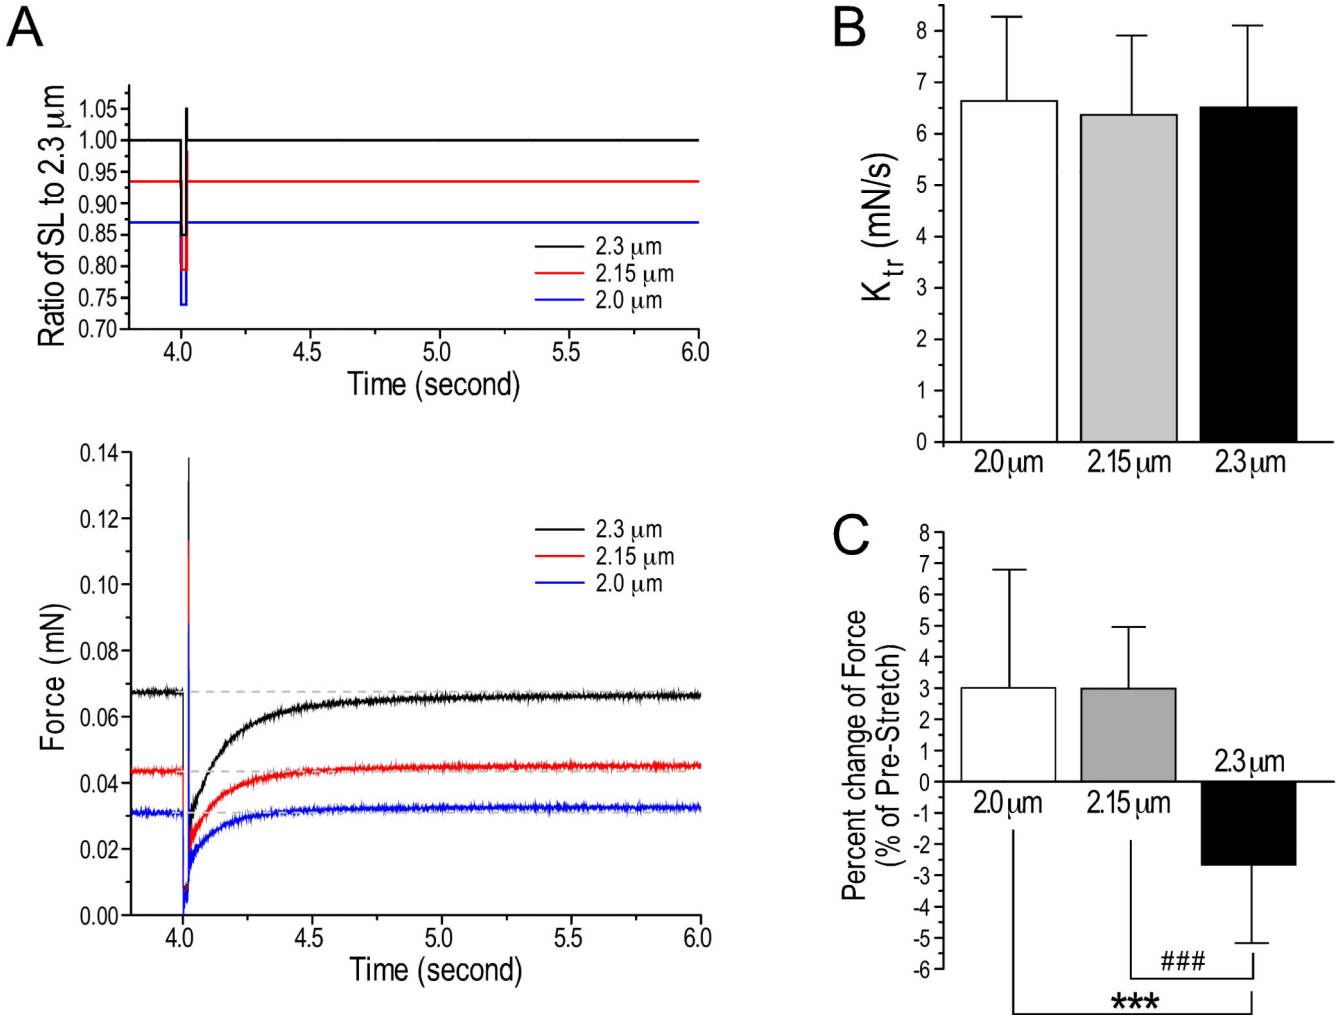 A
Ratio of SL to 2.3 μm
1.05
1.00
0.95
0.90
0.85
0.80
0.75
0.70
2.3 μm
2.15 μm
2.0 μm
4.0 4.5 5.0 5.5 6.0
Time (second)
Force (mN)
0.14
0.12
0.10
0.08
0.06
0.04
0.02
0.00
2.3 μm
2.15 μm
2.0 μm
4.0 4.5 5.0 5.5 6.0
Time (second)
B
Ktr (mN/s)
8
7
6
5
4
3
2
1
0
2.0 μm 2.15 μm 2.3 μm
C
Percent change of Force
(% of Pre-Stretch)
8
7
6
5
4
3
2
1
0
-1
-2
-3
-4
-5
-6
2.3 μm
2.0 μm 2.15 μm
###
***